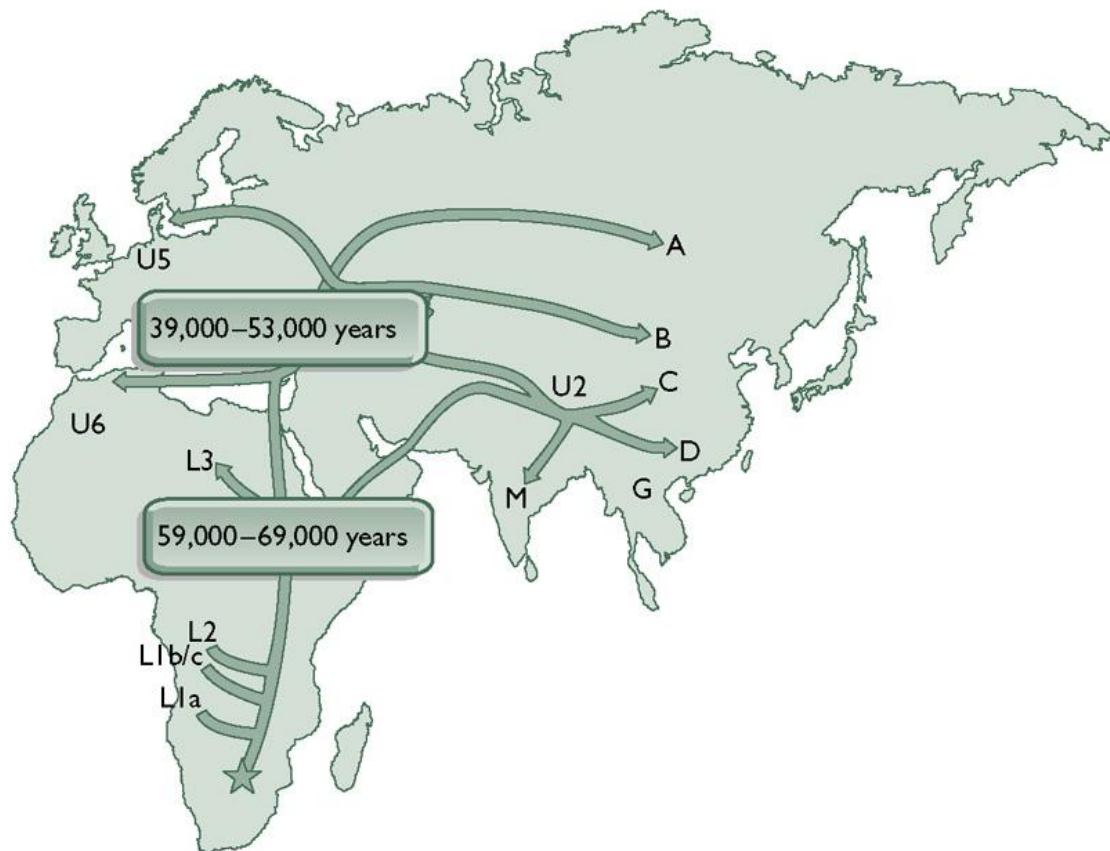 A
U5
39,000–53,000 years
B
U2
C
U6
D
L3
M
G
59,000–69,000 years
L2
L1b/c
L1a